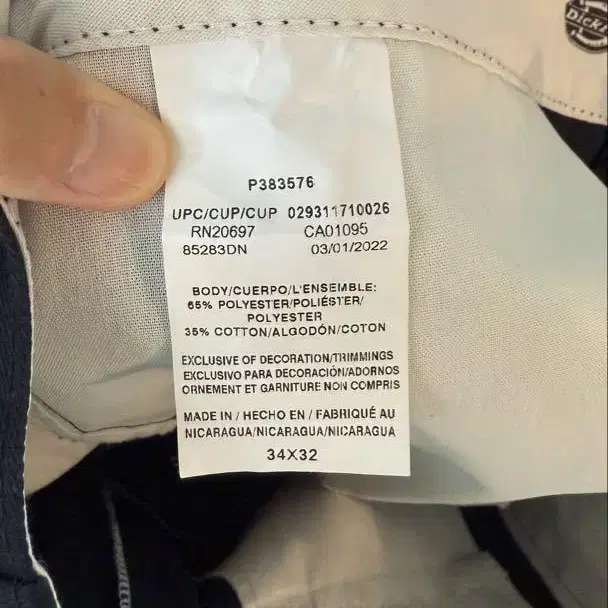 P383576
UPC/CUP/CUP 029311710026
RN20697 CA01095
85283DN 03/01/2022
BODY/CUERPO/L'ENSEMBLE:
65% POLYESTER/POLIÉSTER/
POLYESTER
35% COTTON/ALGODÓN/COTON
EXCLUSIVE OF DECORATION/TRIMMINGS
EXCLUSIVO PARA DECORACIÓN/ADORNOS
ORNEMENT ET GARNITURE NON COMPRIS
MADE IN / HECHO EN / FABRIQUÉ AU
NICARAGUA/NICARAGUA/NICARAGUA
34X32